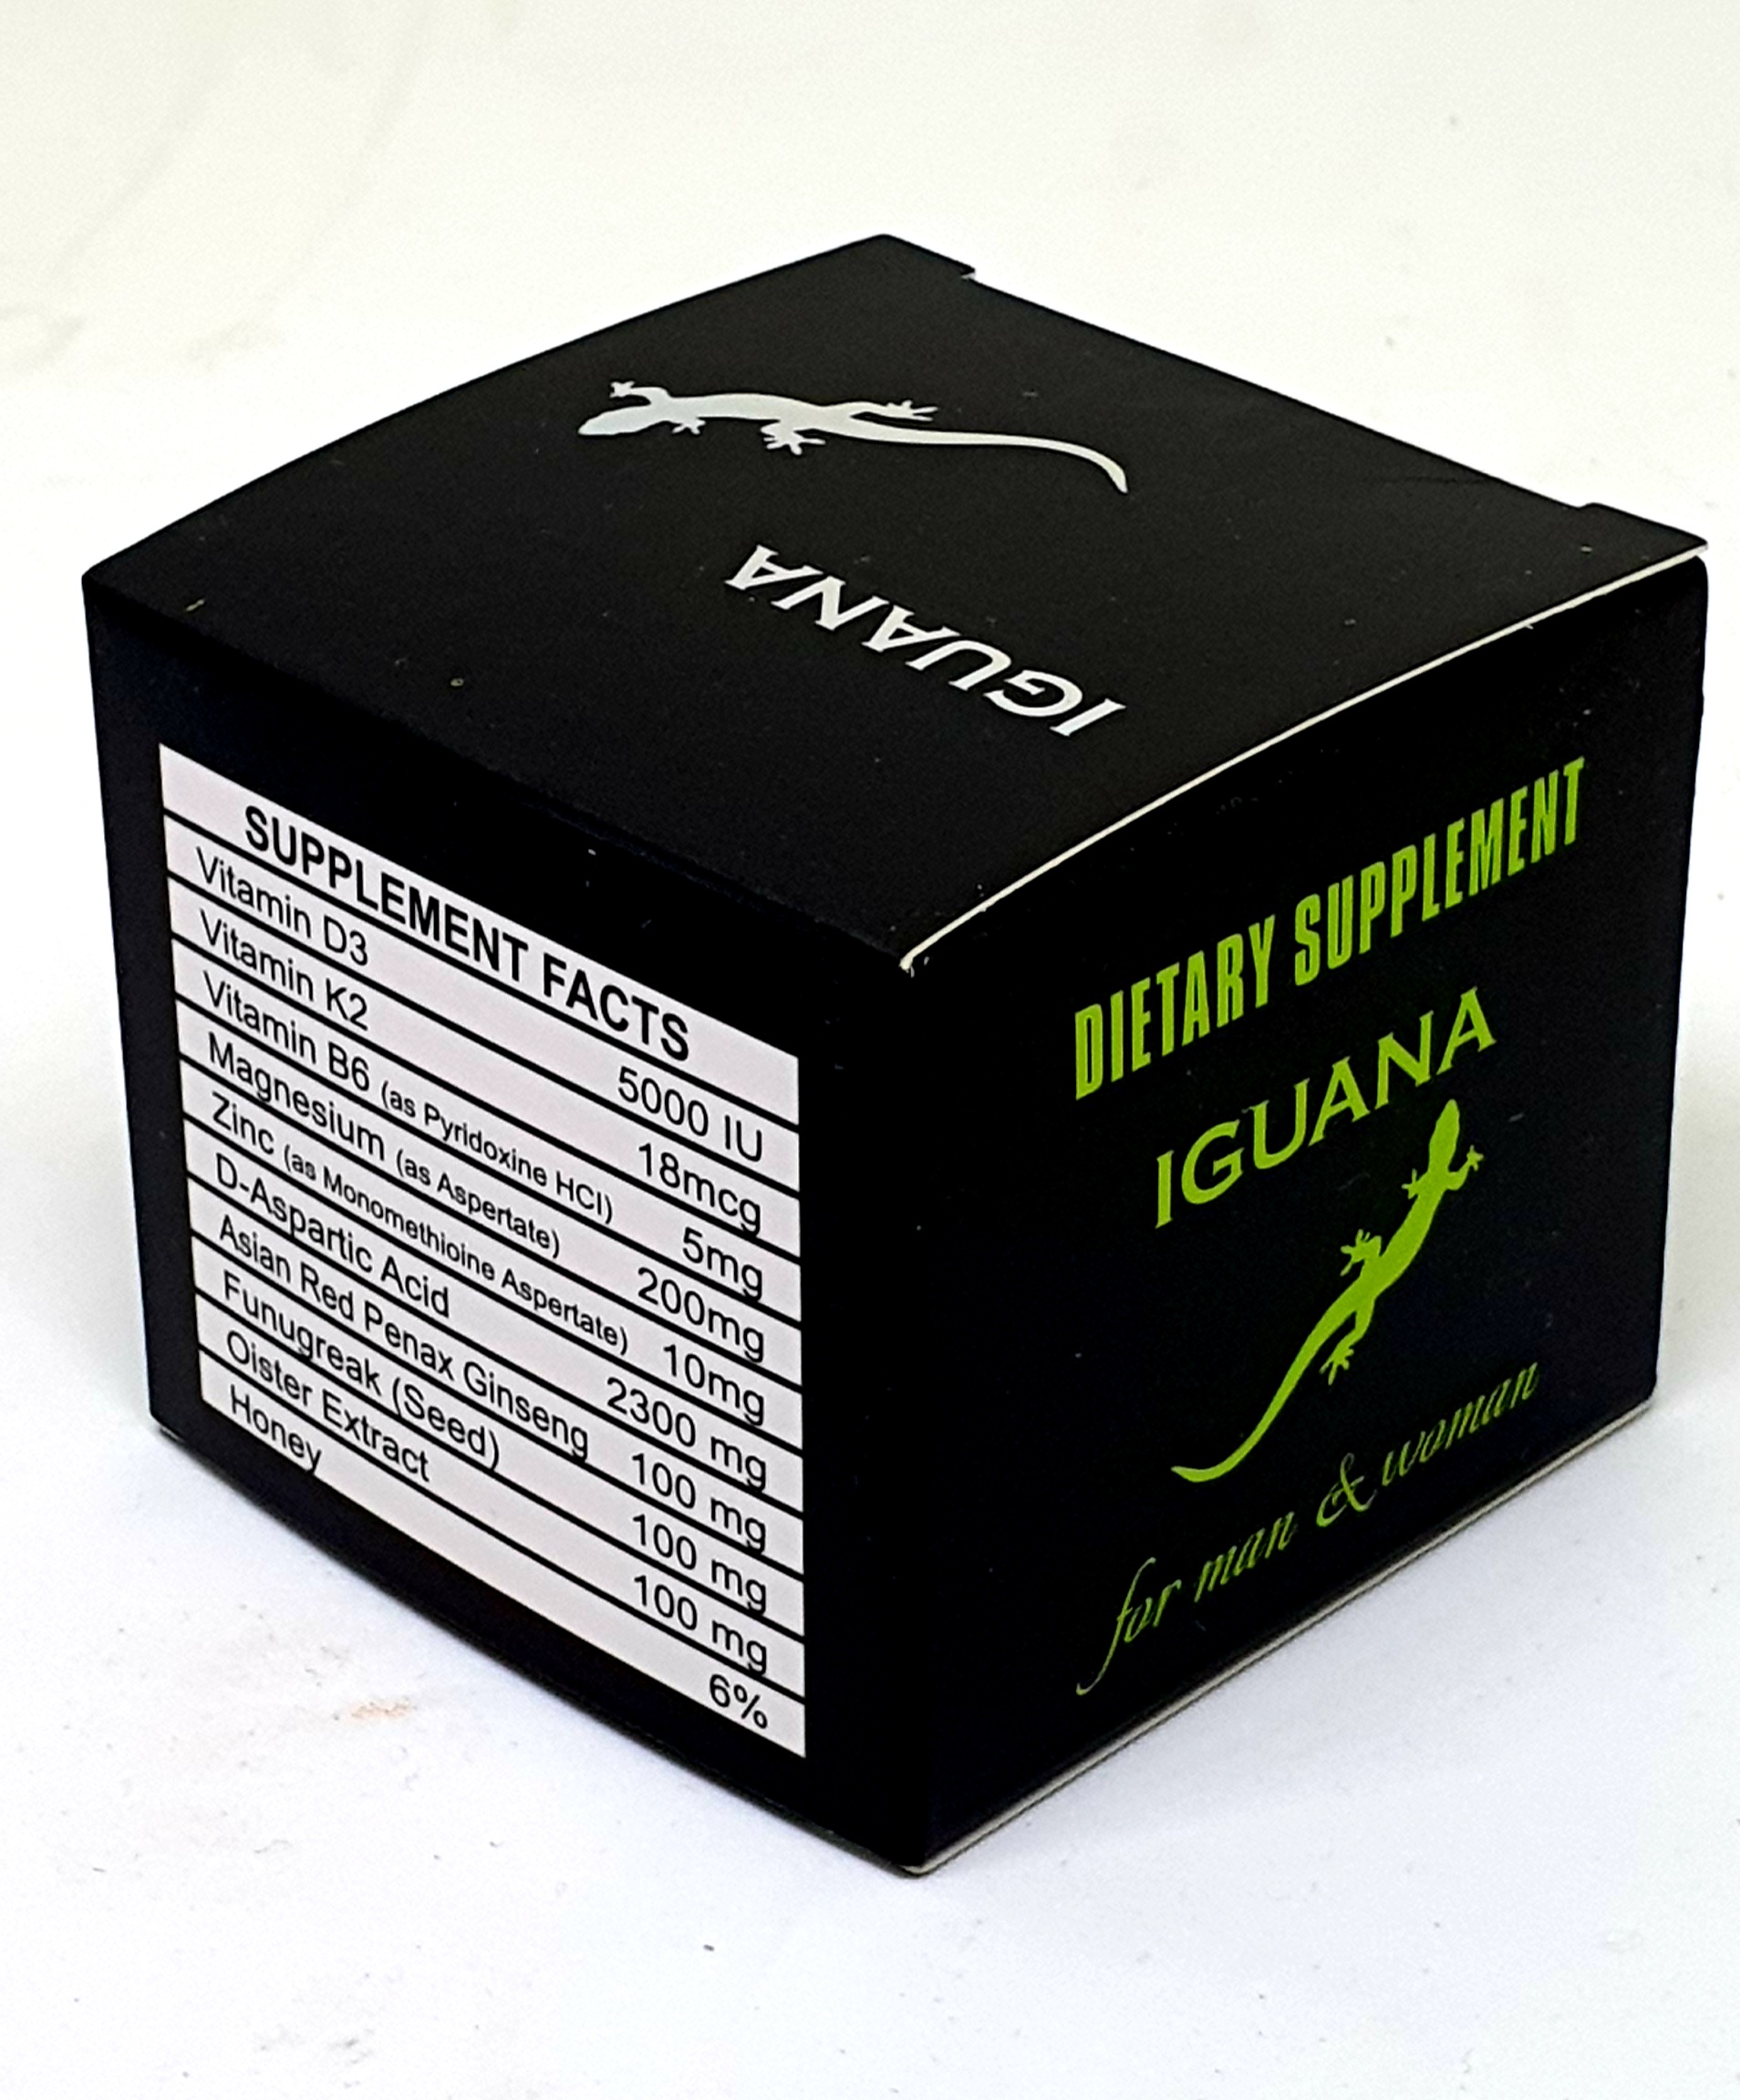 IGUANA
SUPPLEMENT FACTS
Vitamin D3 5000 IU
Vitamin K2 18mcg
Vitamin B6 (as Pyridoxine HCI) 5mg
Magnesium (as Aspertate) 200mg
Zinc (as Monomethioine Aspertate) 10mg
D-Aspartic Acid 2300 mg
Asian Red Penax Ginseng 100 mg
Funugreak (Seed) 100 mg
Oister Extract 100 mg
Honey 6%
DIETARY SUPPLEMENT
IGUANA
for man & woman